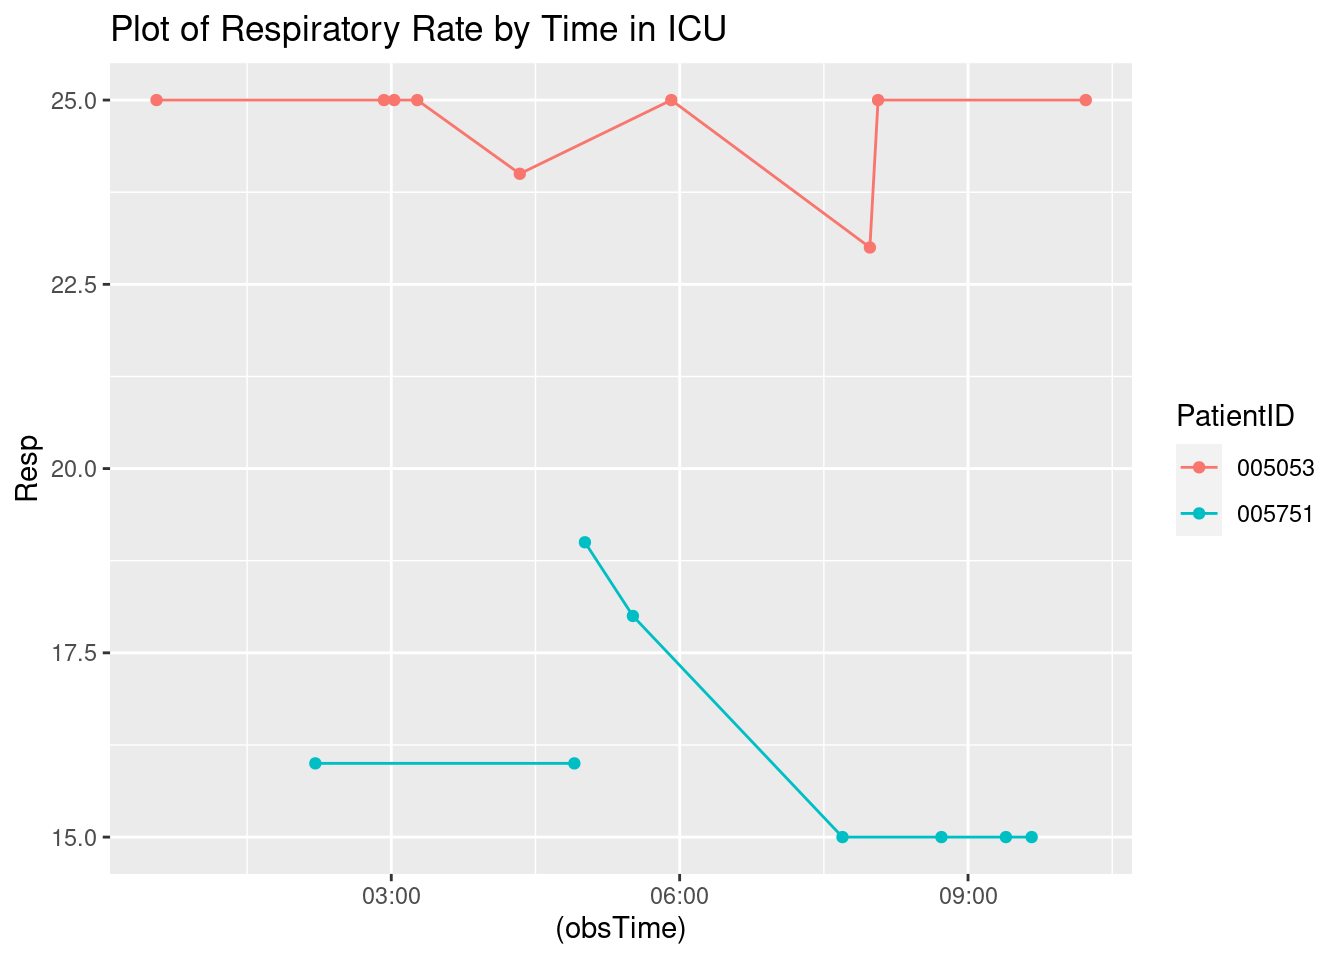 Plot of Respiratory Rate by Time in ICU
25.0
22.5
20.0
17.5
15.0
Resp
03:00 06:00 09:00
(obsTime)
PatientID
005053
005751